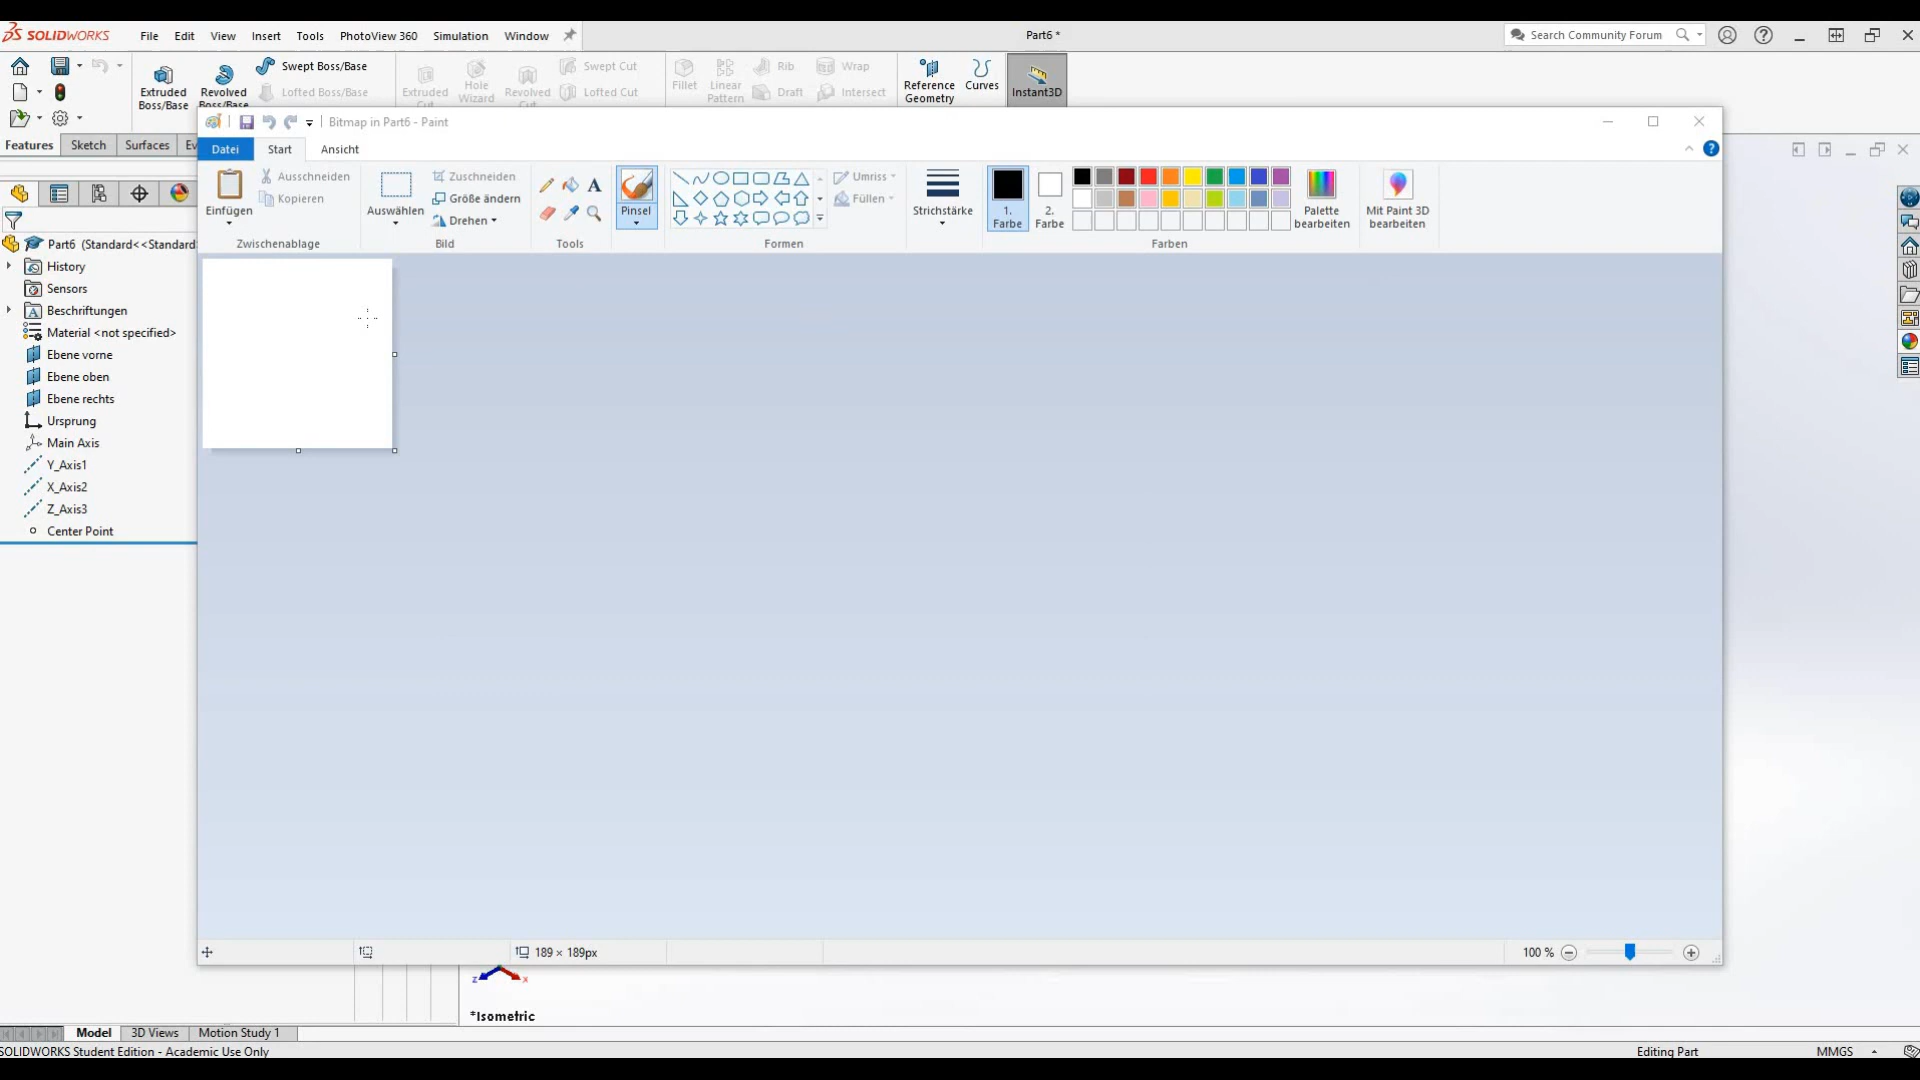 SOLIDWORKS File Edit View Insert Tools PhotoView 360 Simulation Window Part6 * Search Community Forum
Extruded Boss/Base
Revolved Boss/Base
Swept Boss/Base
Lofted Boss/Base
Extruded Cut
Hole Wizard
Revolved Cut
Swept Cut
Lofted Cut
Fillet
Linear Pattern
Rib
Draft
Wrap
Intersect
Reference Geometry
Curves
Instant3D
Features Sketch Surfaces Ev
Bitmap in Part6 - Paint
Datei Start Ansicht
Einfügen
Ausschneiden
Kopieren
Zwischenablage
Auswählen
Zuschneiden
Größe ändern
Drehen
Bild
A
Tools
Pinsel
Umriss
Füllen
Formen
Strichstärke
1. Farbe
2. Farbe
Palette bearbeiten
Mit Paint 3D bearbeiten
Farben
Part6 (Standard<<Standard
History
Sensors
Beschriftungen
Material <not specified>
Ebene vorne
Ebene oben
Ebene rechts
Ursprung
Main Axis
Y_Axis1
X_Axis2
Z_Axis3
Center Point
189 × 189px 100 %
z x
*Isometric
Model 3D Views Motion Study 1
SOLIDWORKS Student Edition - Academic Use Only Editing Part MMGS